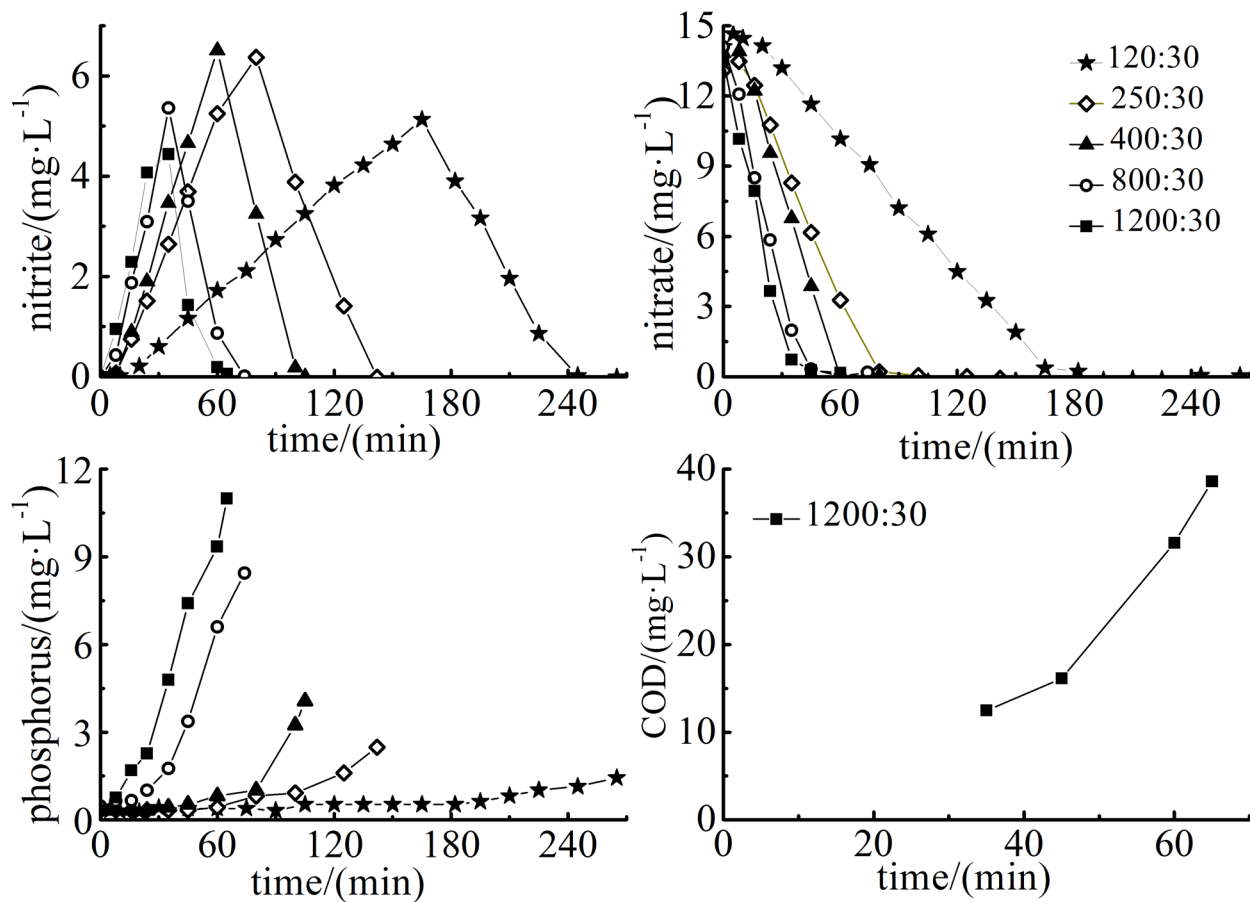 nitrite/(mg·L⁻¹)
6
4
2
0
0 60 120 180 240
time/(min)
nitrate/(mg·L⁻¹)
15
12
9
6
3
0
0 60 120 180 240
time/(min)
120:30
250:30
400:30
800:30
1200:30
phosphorus/(mg·L⁻¹)
12
9
6
3
0
0 60 120 180 240
time/(min)
COD/(mg·L⁻¹)
40
30
20
10
0
0 20 40 60
time/(min)
1200:30